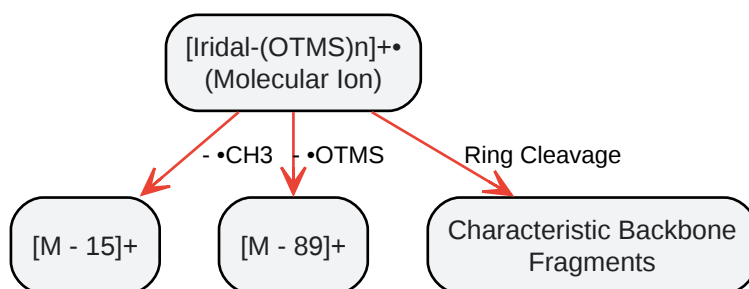 [Iridal-(OTMS)n]+•
(Molecular Ion)
- •CH3
- •OTMS
Ring Cleavage
[M - 15]+
[M - 89]+
Characteristic Backbone
Fragments